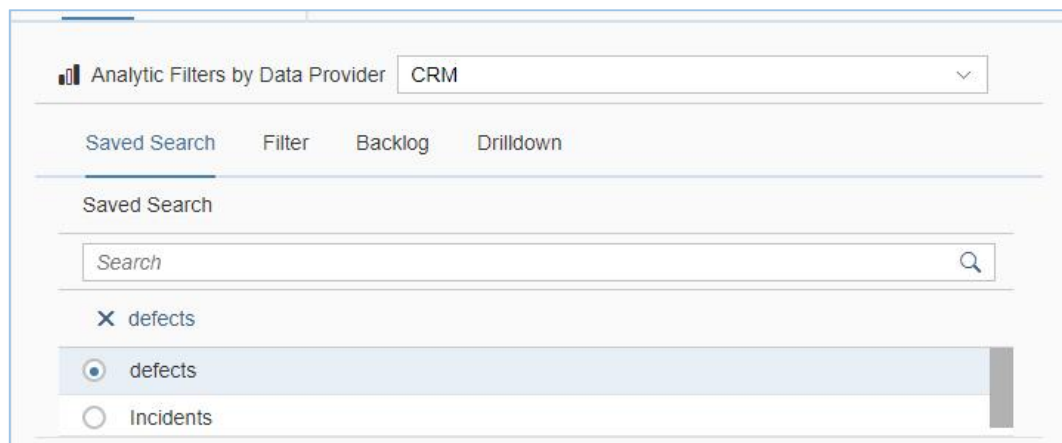 Analytic Filters by Data Provider CRM
Saved Search Filter Backlog Drilldown
Saved Search
Search
defects
defects
Incidents